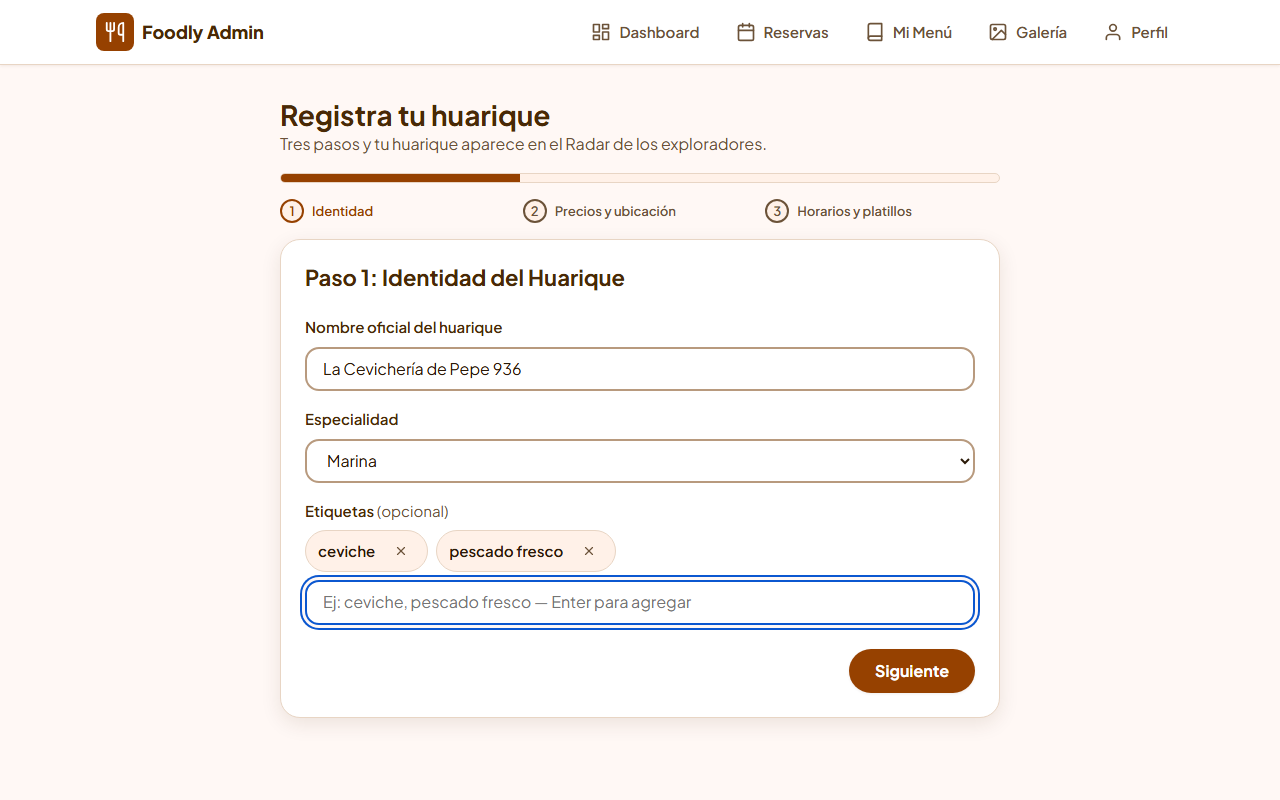 Foodly Admin
Dashboard
Reservas
Mi Menú
Galería
Perfil
Registra tu huarique
Tres pasos y tu huarique aparece en el Radar de los exploradores.
1 Identidad
2 Precios y ubicación
3 Horarios y platillos
Paso 1: Identidad del Huarique
Nombre oficial del huarique
La Cevichería de Pepe 936
Especialidad
Marina
Etiquetas (opcional)
ceviche ×
pescado fresco ×
Ej: ceviche, pescado fresco — Enter para agregar
Siguiente